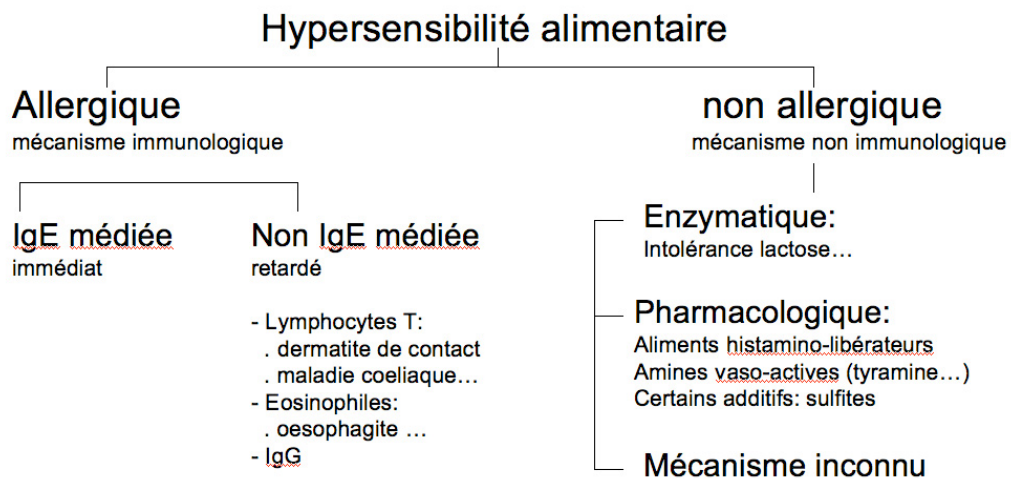 Hypersensibilité alimentaire
Allergique
mécanisme immunologique
IgE médiée
immédiat
Non IgE médiée
retardé
- Lymphocytes T:
. dermatite de contact
. maladie coeliaque…
- Eosinophiles:
. oesophagite …
- IgG
non allergique
mécanisme non immunologique
Enzymatique:
Intolérance lactose…
Pharmacologique:
Aliments histamino-libérateurs
Amines vaso-actives (tyramine…)
Certains additifs: sulfites
Mécanisme inconnu